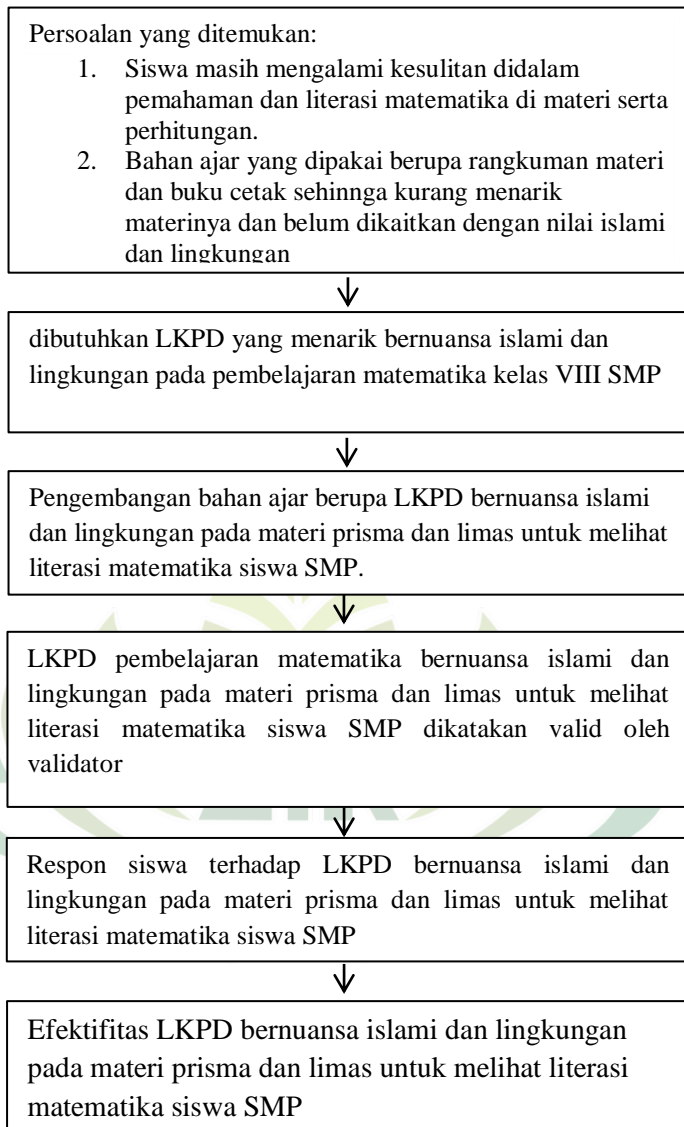 Persoalan yang ditemukan:
1. Siswa masih mengalami kesulitan didalam
pemahaman dan literasi matematika di materi serta
perhitungan.
2. Bahan ajar yang dipakai berupa rangkuman materi
dan buku cetak sehinnga kurang menarik
materinya dan belum dikaitkan dengan nilai islami
dan lingkungan
dibutuhkan LKPD yang menarik bernuansa islami dan
lingkungan pada pembelajaran matematika kelas VIII SMP
Pengembangan bahan ajar berupa LKPD bernuansa islami
dan lingkungan pada materi prisma dan limas untuk melihat
literasi matematika siswa SMP.
LKPD pembelajaran matematika bernuansa islami dan
lingkungan pada materi prisma dan limas untuk melihat
literasi matematika siswa SMP dikatakan valid oleh
validator
Respon siswa terhadap LKPD bernuansa islami dan
lingkungan pada materi prisma dan limas untuk melihat
literasi matematika siswa SMP
Efektifitas LKPD bernuansa islami dan lingkungan
pada materi prisma dan limas untuk melihat literasi
matematika siswa SMP